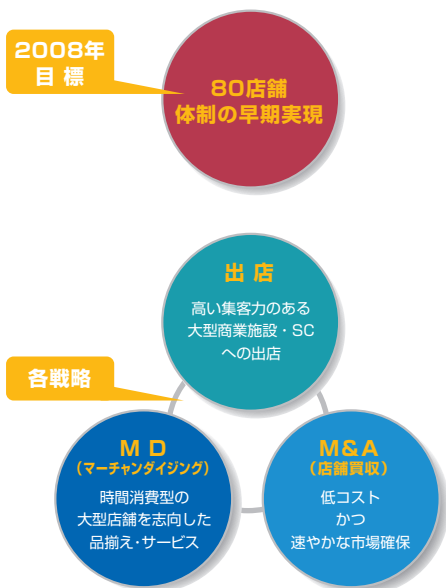 2008年
目 標
80店舗
体制の早期実現
出 店
高い集客力のある
大型商業施設・SC
への出店
各戦略
M D
（マーチャンダイジング）
時間消費型の
大型店舗を志向した
品揃え・サービス
M&A
（店舗買収）
低コスト
かつ
速やかな市場確保